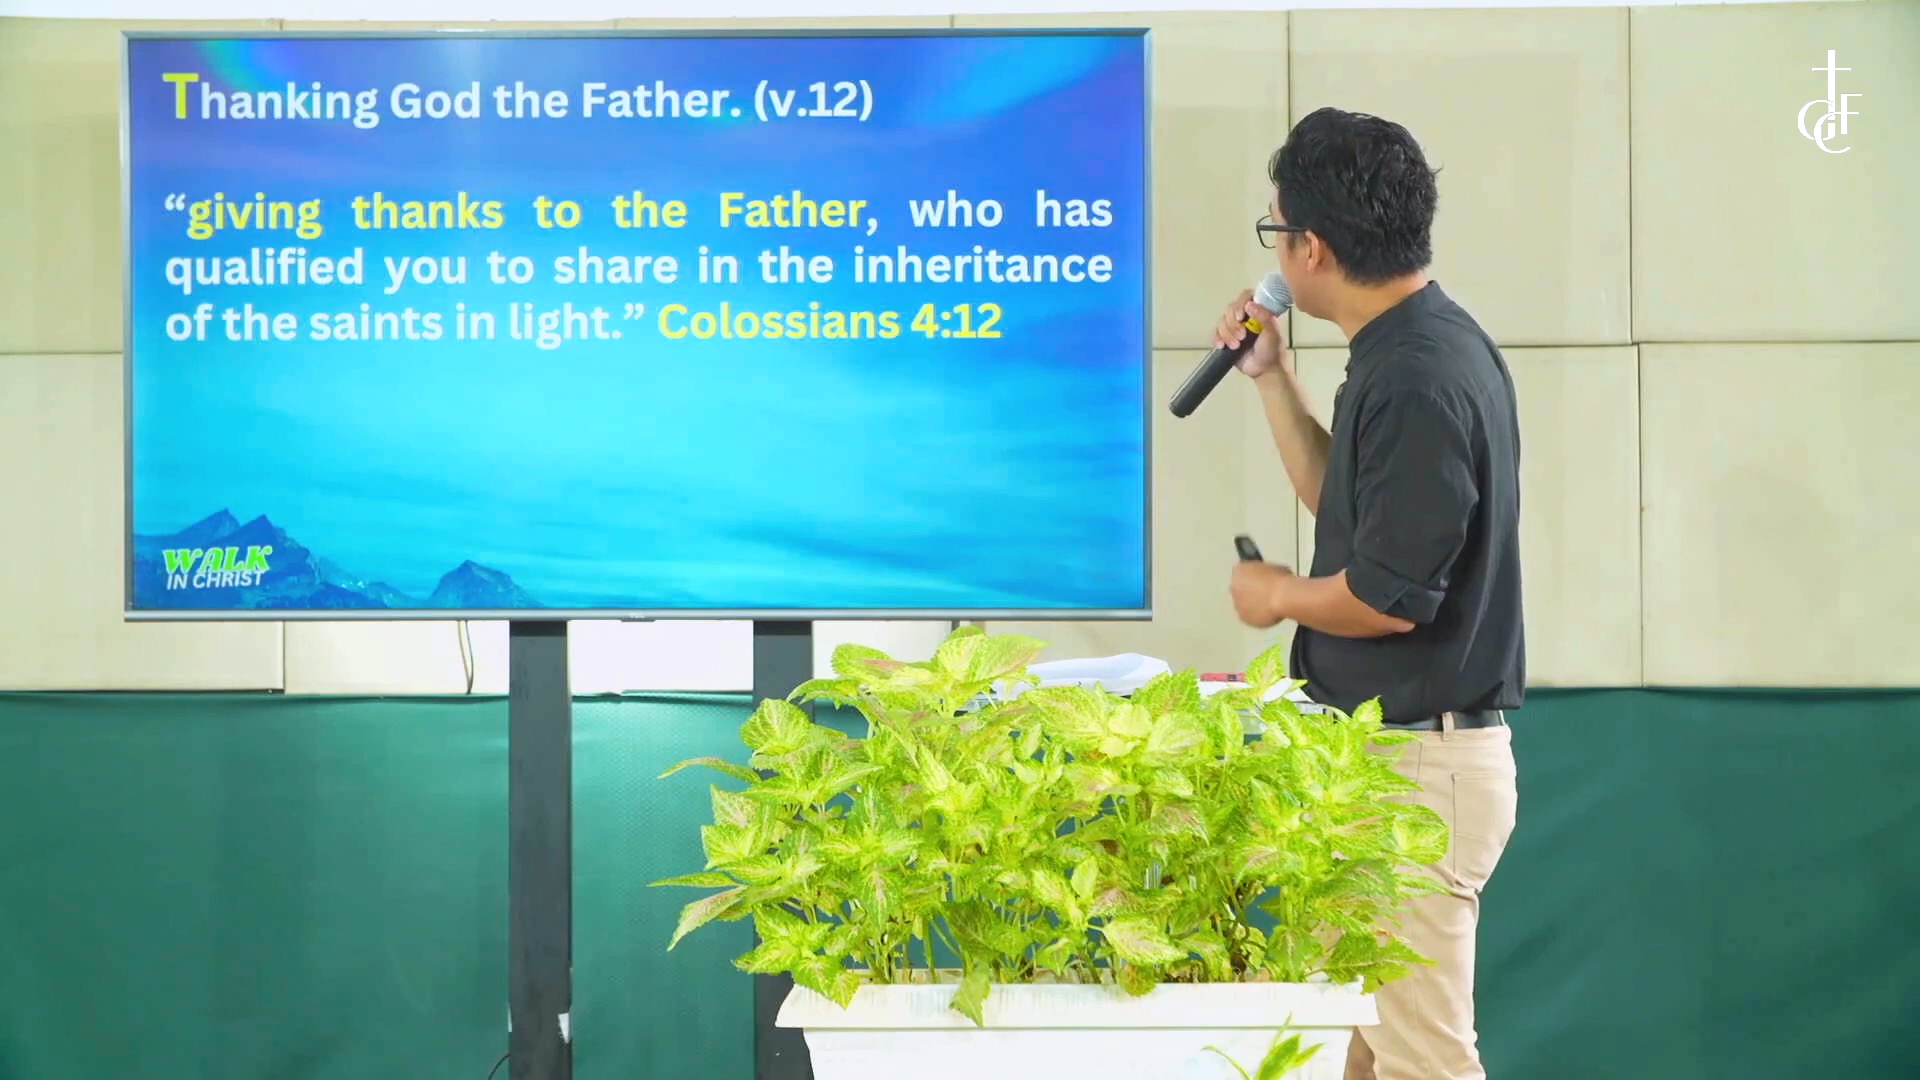 Thanking God the Father. (v.12)
“giving thanks to the Father, who has
qualified you to share in the inheritance
of the saints in light.” Colossians 4:12
WALK
IN CHRIST